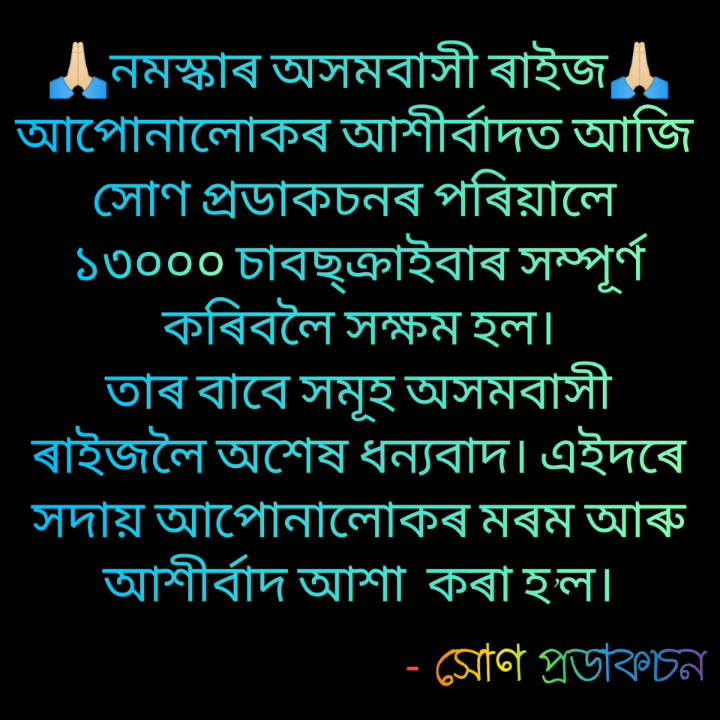 🙏🏻নমস্কাৰ অসমবাসী ৰাইজ🙏🏻
আপোনালোকৰ আশীৰ্বাদত আজি
সোণ প্ৰডাকচনৰ পৰিয়ালে
১৩০০০ চাবছ্ক্ৰাইবাৰ সম্পূৰ্ণ
কৰিবলৈ সক্ষম হল।
তাৰ বাবে সমূহ অসমবাসী
ৰাইজলৈ অশেষ ধন্যবাদ। এইদৰে
সদায় আপোনালোকৰ মৰম আৰু
আশীৰ্বাদ আশা কৰা হ'ল।
- সোণ প্ৰডাকচন